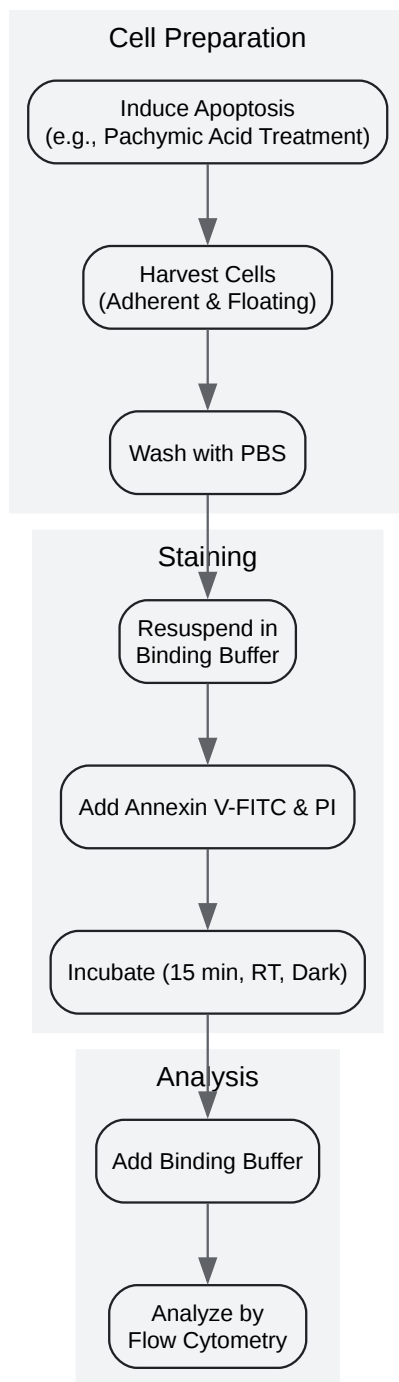 Cell Preparation
Induce Apoptosis
(e.g., Pachymic Acid Treatment)
Harvest Cells
(Adherent & Floating)
Wash with PBS
Staining
Resuspend in
Binding Buffer
Add Annexin V-FITC & PI
Incubate (15 min, RT, Dark)
Analysis
Add Binding Buffer
Analyze by
Flow Cytometry